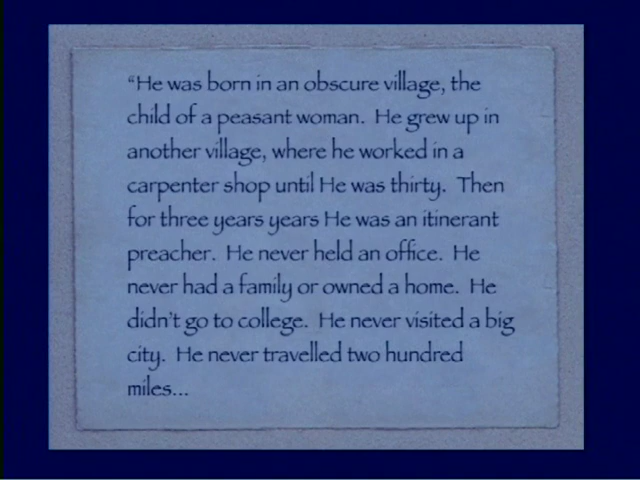 “He was born in an obscure village, the
child of a peasant woman. He grew up in
another village, where he worked in a
carpenter shop until He was thirty. Then
for three years years He was an itinerant
preacher. He never held an office. He
never had a family or owned a home. He
didn't go to college. He never visited a big
city. He never travelled two hundred
miles...